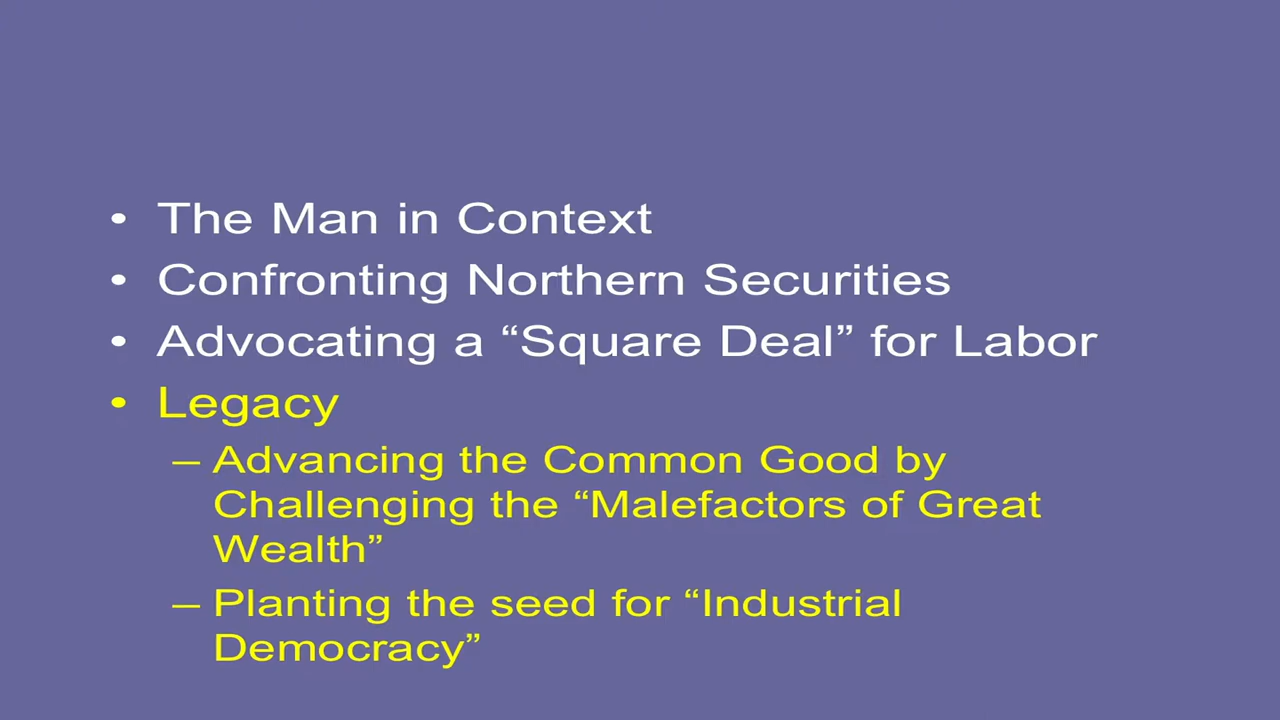 • The Man in Context
• Confronting Northern Securities
• Advocating a “Square Deal” for Labor
• Legacy
– Advancing the Common Good by
Challenging the “Malefactors of Great
Wealth”
– Planting the seed for “Industrial
Democracy”